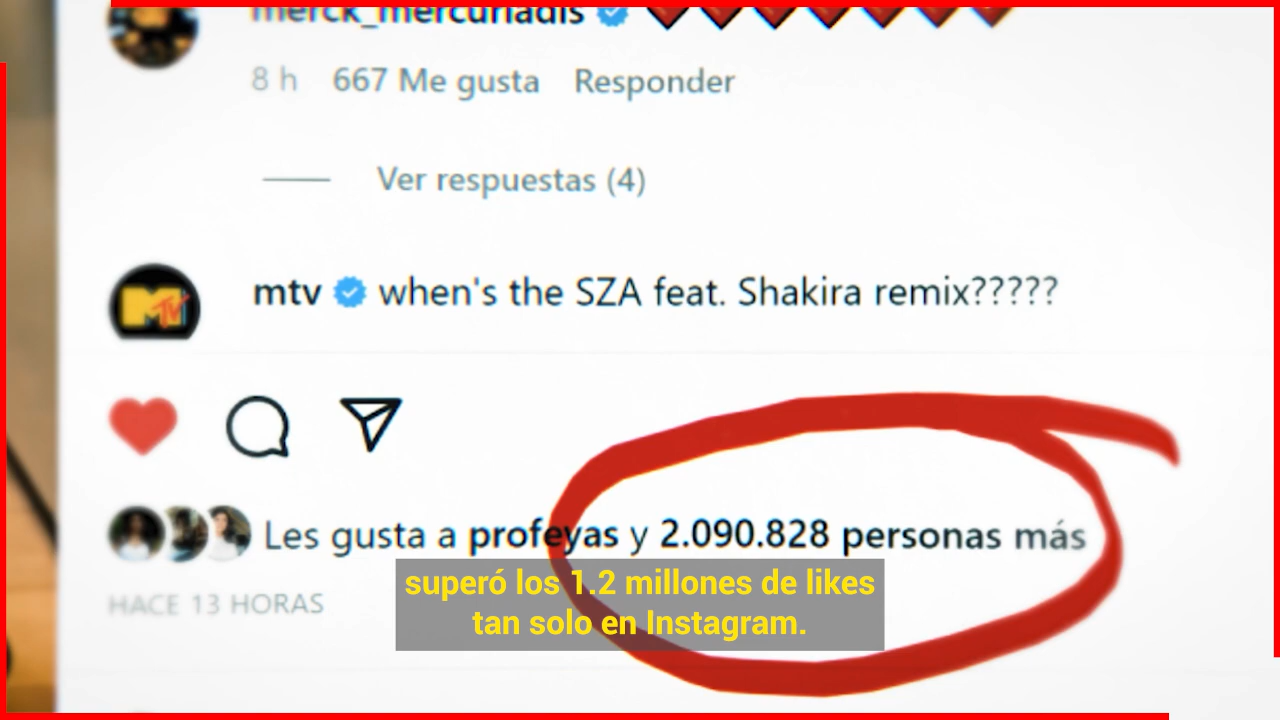 merck_mercuriadis
8 h 667 Me gusta Responder
Ver respuestas (4)
mtv when's the SZA feat. Shakira remix?????
Les gusta a profeyas y 2.090.828 personas más
superó los 1.2 millones de likes
HACE 13 HORAS
tan solo en Instagram.